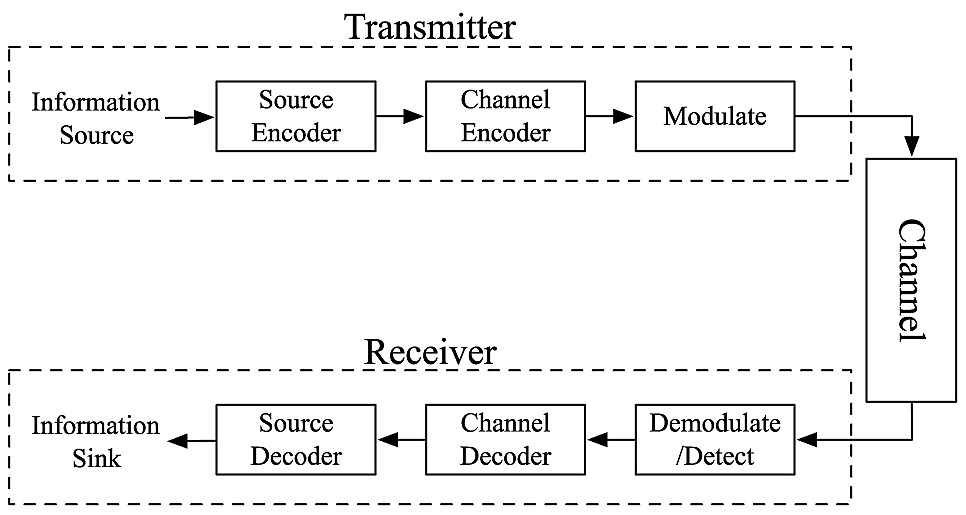 Transmitter
Information
Source
Source
Encoder
Channel
Encoder
Modulate
Channel
Receiver
Information
Sink
Source
Decoder
Channel
Decoder
Demodulate
/Detect